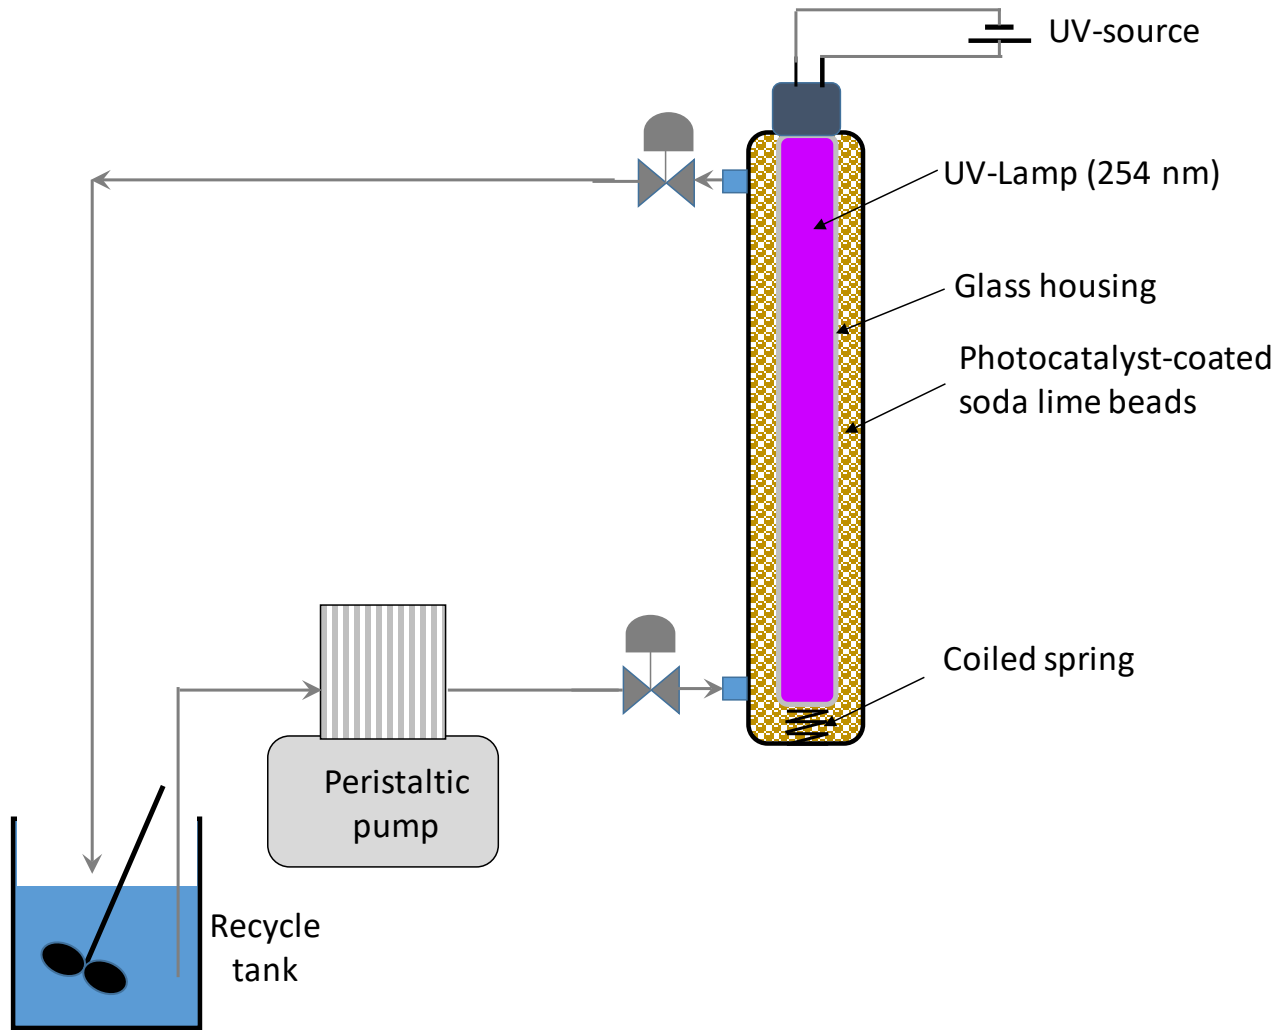 UV-source
UV-Lamp (254 nm)
Glass housing
Photocatalyst-coated
soda lime beads
Coiled spring
Peristaltic
pump
Recycle
tank